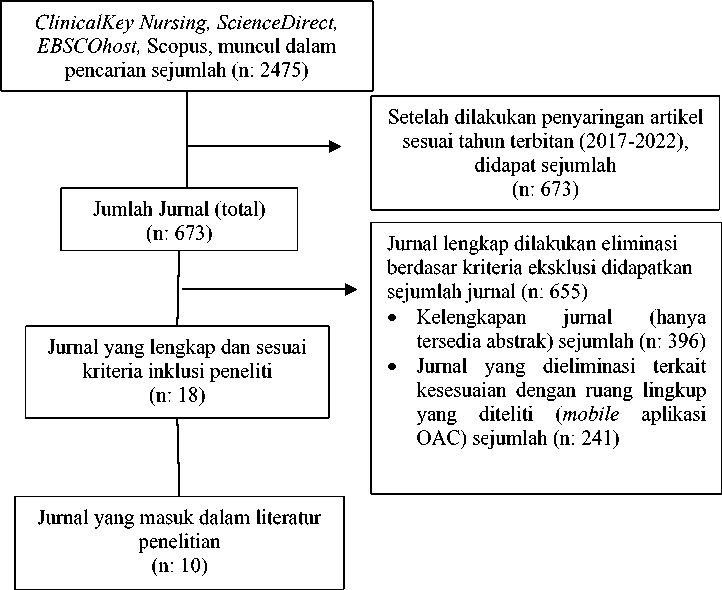 ClinicalKey Nursing, ScienceDirect,
EBSCOhost, Scopus, muncul dalam
pencarian sejumlah (n: 2475)
Setelah dilakukan penyaringan artikel
sesuai tahun terbitan (2017-2022),
didapat sejumlah
(n: 673)
Jumlah Jurnal (total)
(n: 673)
Jurnal lengkap dilakukan eliminasi
berdasar kriteria eksklusi didapatkan
sejumlah jurnal (n: 655)
• Kelengkapan jurnal (hanya
tersedia abstrak) sejumlah (n: 396)
• Jurnal yang dieliminasi terkait
kesesuaian dengan ruang lingkup
yang diteliti (mobile aplikasi
OAC) sejumlah (n: 241)
Jurnal yang lengkap dan sesuai
kriteria inklusi peneliti
(n: 18)
Jurnal yang masuk dalam literatur
penelitian
(n: 10)